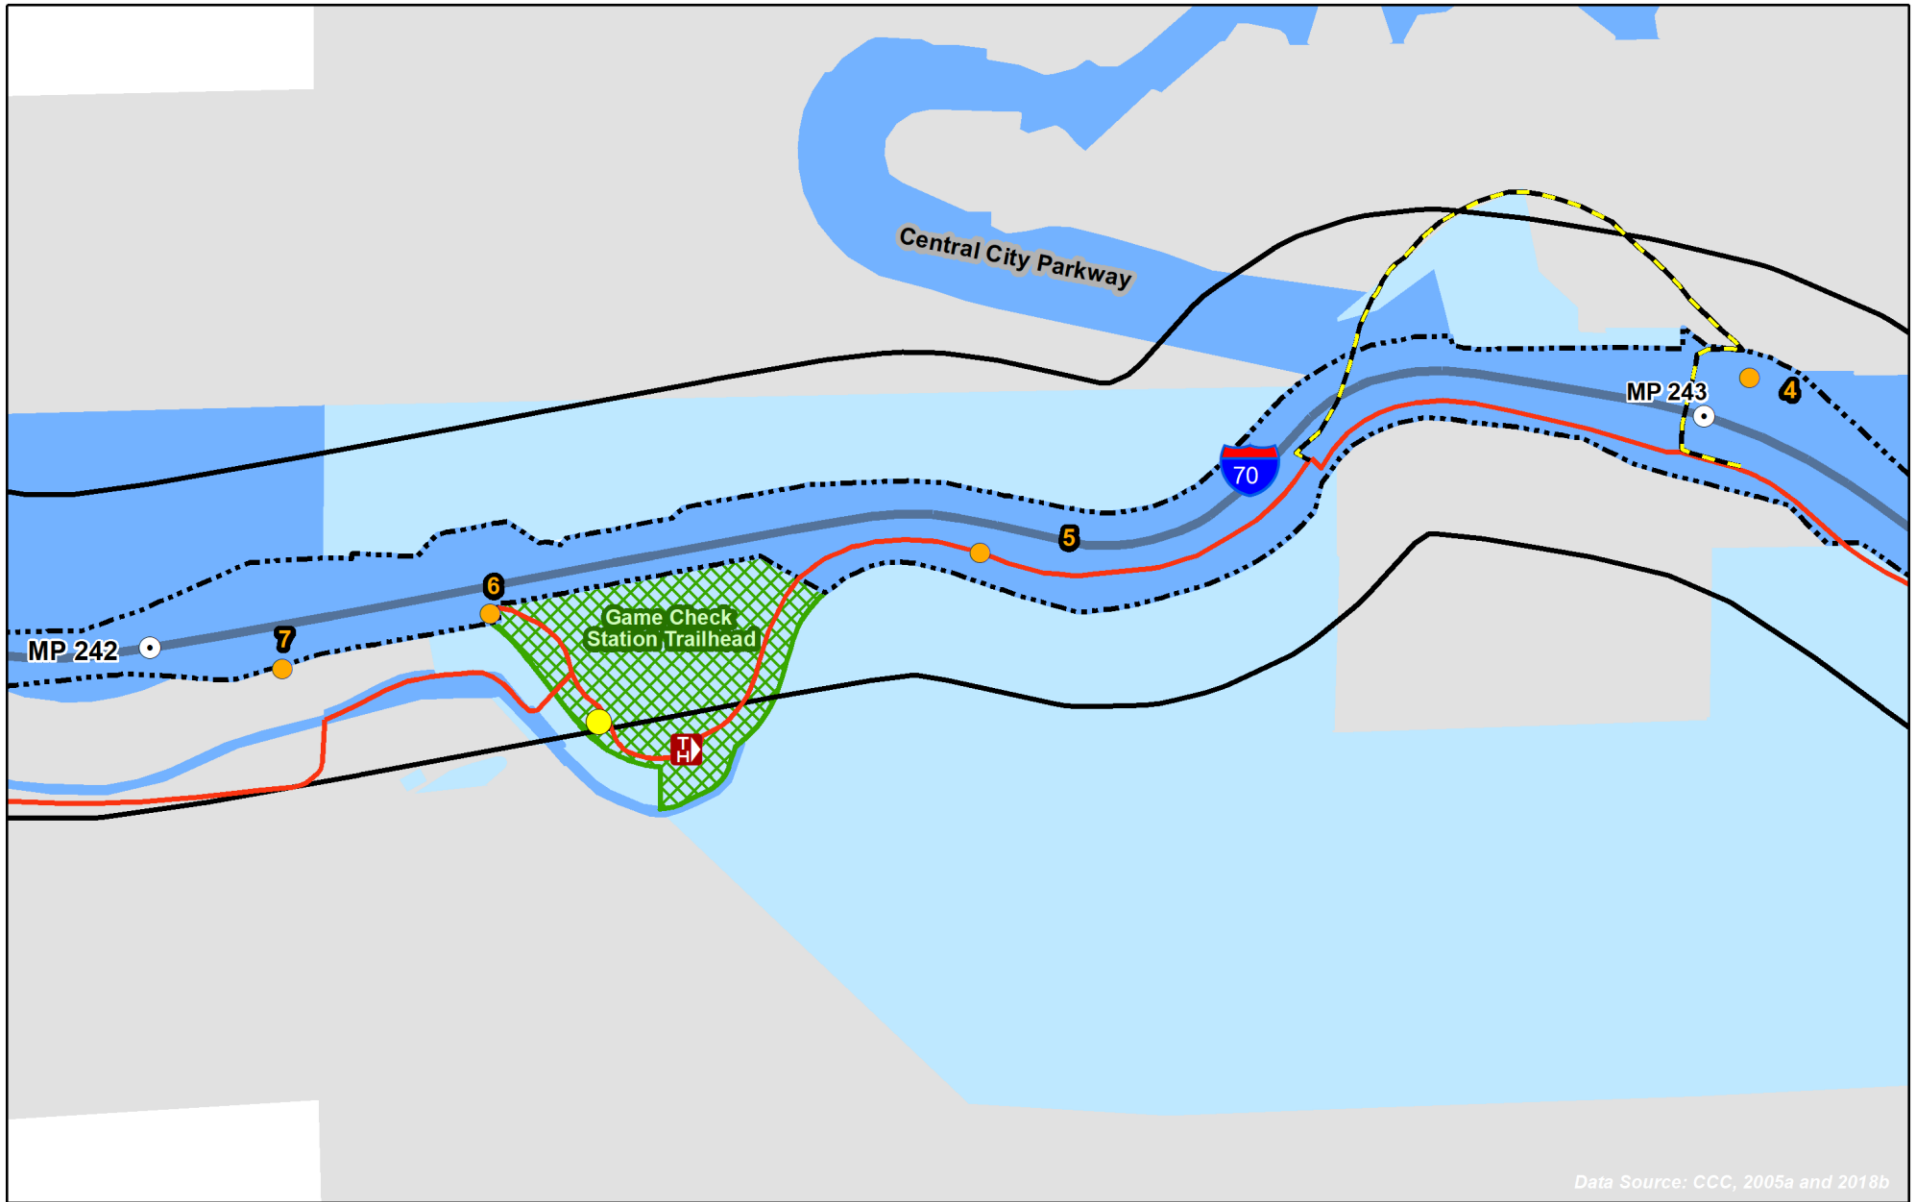 Central City Parkway
MP 243
4
70
5
6
Game Check
Station Trailhead
7
MP 242
T
H
Data Source: CCC, 2005a and 2018b